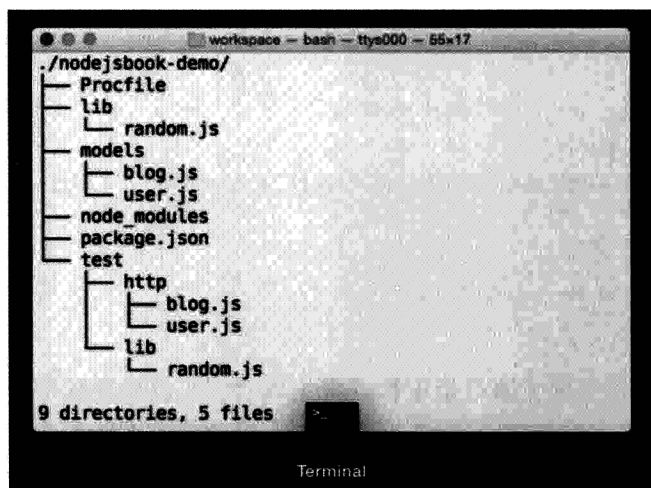 workspace — bash — ttys000 — 55×17
./nodejsbook-demo/
├── Procfile
├── lib
│   └── random.js
├── models
│   ├── blog.js
│   └── user.js
├── node_modules
├── package.json
└── test
    ├── http
    │   ├── blog.js
    │   └── user.js
    └── lib
        └── random.js
9 directories, 5 files
>_
Terminal